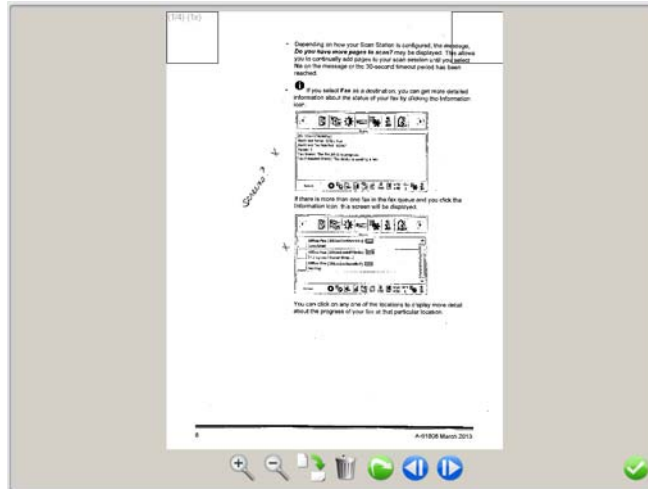 (1/4) (1x)
• Depending on how your Scan Station is configured, the message,
Do you have more pages to scan? may be displayed. This allows
you to continually add pages to your scan session until you select
No on the message or the 30-second timeout period has been
reached.
• If you select Fax as a destination, you can get more detailed
information about the status of your fax by clicking the Information
icon.
If there is more than one fax in the fax queue and you click the
Information icon, this screen will be displayed.
You can click on any one of the locations to display more detail
about the progress of your fax at that particular location.
6 A-61808 March 2013